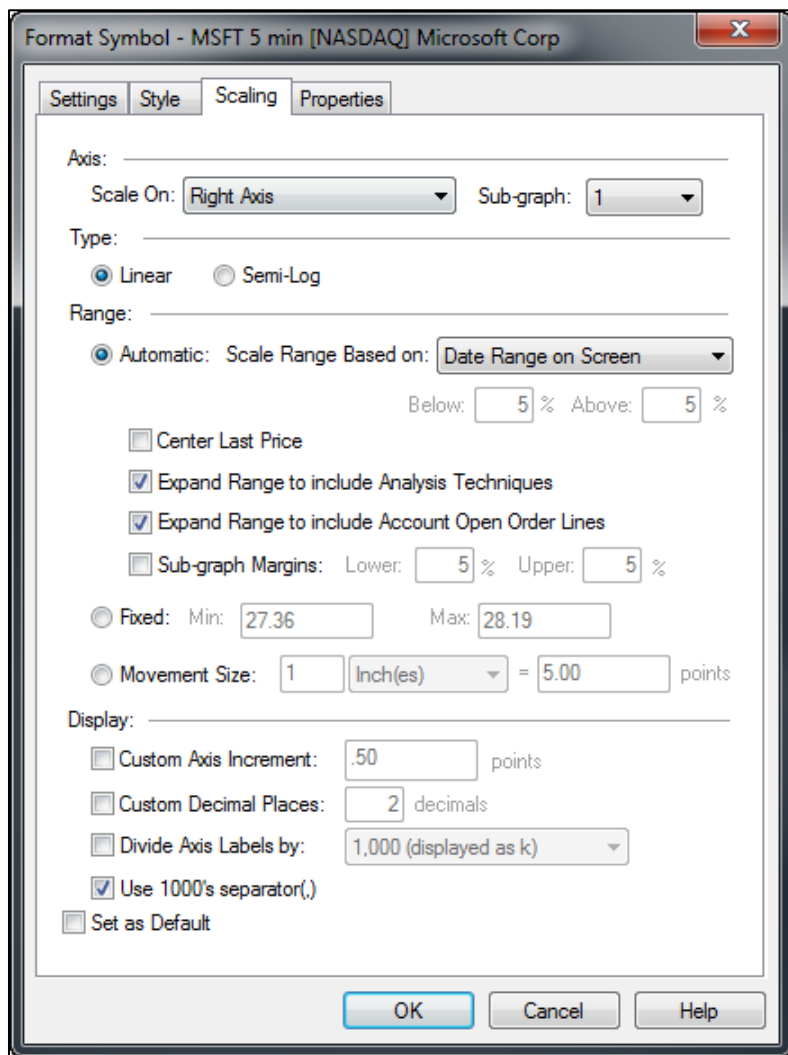 Format Symbol - MSFT 5 min [NASDAQ] Microsoft Corp
X
Settings Style Scaling Properties
Axis:
Scale On: Right Axis Sub-graph: 1
Type:
Linear Semi-Log
Range:
Automatic: Scale Range Based on: Date Range on Screen
Below: 5 % Above: 5 %
Center Last Price
Expand Range to include Analysis Techniques
Expand Range to include Account Open Order Lines
Sub-graph Margins: Lower: 5 % Upper: 5 %
Fixed: Min: 27.36 Max: 28.19
Movement Size: 1 Inch(es) = 5.00 points
Display:
Custom Axis Increment: .50 points
Custom Decimal Places: 2 decimals
Divide Axis Labels by: 1,000 (displayed as k)
Use 1000's separator(,)
Set as Default
OK Cancel Help